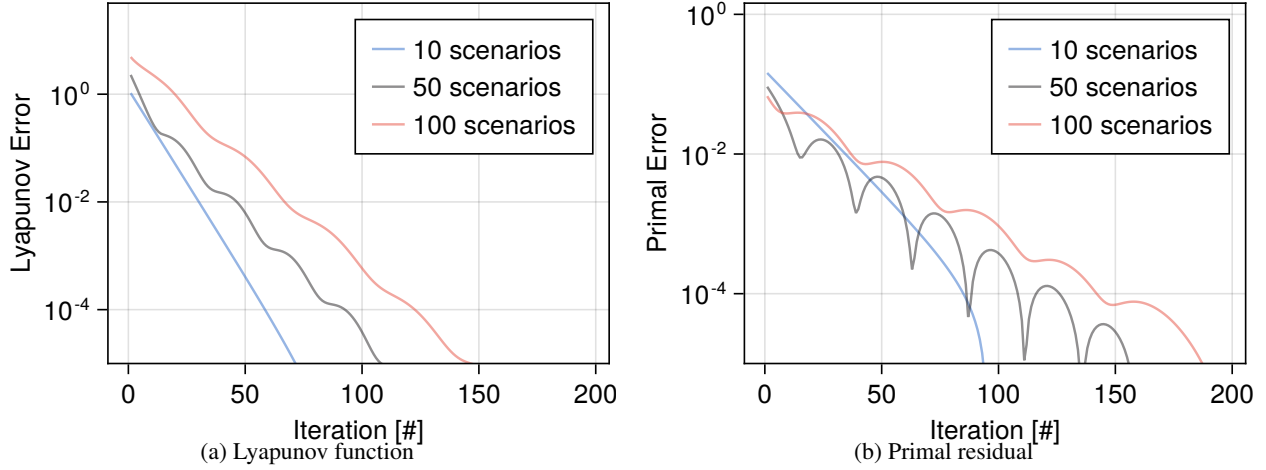 Lyapunov Error
10^0
10^-2
10^-4
10 scenarios
50 scenarios
100 scenarios
0 50 100 150 200
Iteration [#]
(a) Lyapunov function
Primal Error
10^0
10^-2
10^-4
10 scenarios
50 scenarios
100 scenarios
0 50 100 150 200
Iteration [#]
(b) Primal residual